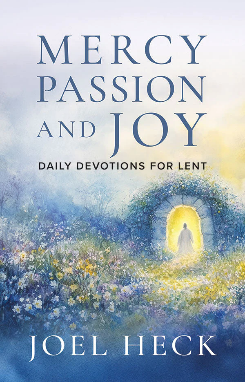 MERCY
PASSION
AND JOY
DAILY DEVOTIONS FOR LENT
JOEL HECK